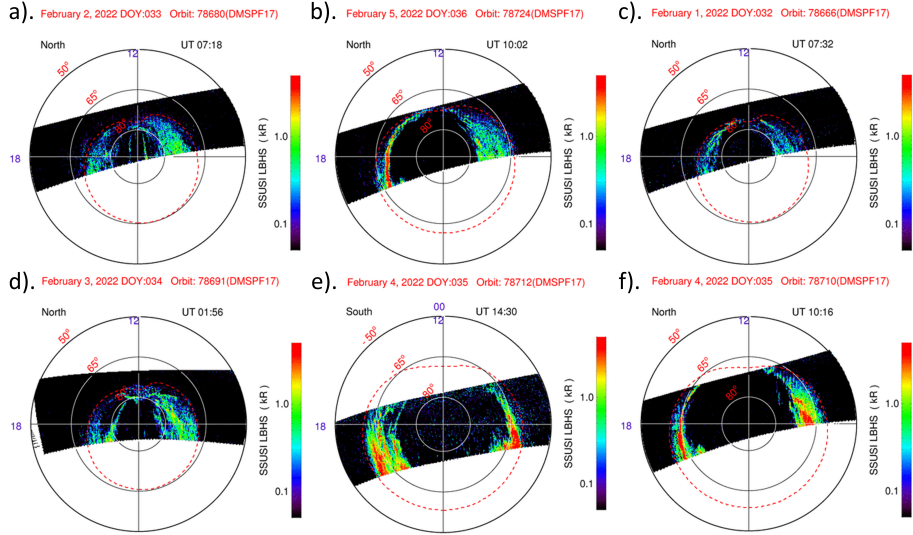 a).
February 2, 2022 DOY:033 Orbit: 78680(DMSPF17)
North
UT 07:18
12
50°
65°
80°
18
1.0
0.1
SSUSI LBHS ( kR )
b).
February 5, 2022 DOY:036 Orbit: 78724(DMSPF17)
North
UT 10:02
12
50°
65°
80°
18
1.0
0.1
SSUSI LBHS ( kR )
c).
February 1, 2022 DOY:032 Orbit: 78666(DMSPF17)
North
UT 07:32
12
50°
65°
80°
18
1.0
0.1
SSUSI LBHS ( kR )
d).
February 3, 2022 DOY:034 Orbit: 78691(DMSPF17)
North
UT 01:56
12
50°
65°
80°
18
1.0
0.1
SSUSI LBHS ( kR )
e).
February 4, 2022 DOY:035 Orbit: 78712(DMSPF17)
South
00
12
UT 14:30
- 50°
- 65°
- 80°
18
1.0
0.1
SSUSI LBHS ( kR )
f).
February 4, 2022 DOY:035 Orbit: 78710(DMSPF17)
North
UT 10:16
12
50°
65°
80°
18
1.0
0.1
SSUSI LBHS ( kR )